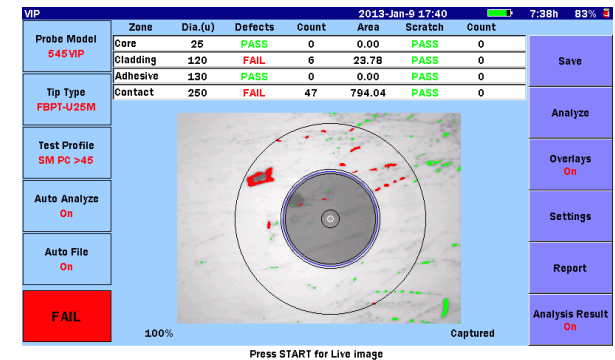 VIP 2013-Jan-9 17:40 7:38h 83%
Probe Model
545VIP
Tip Type
FBPT-U25M
Test Profile
SM PC >45
Auto Analyze
On
Auto File
On
FAIL
Zone Dia.(u) Defects Count Area Scratch Count
Core 25 PASS 0 0.00 PASS 0
Cladding 120 FAIL 6 23.78 PASS 0
Adhesive 130 PASS 0 0.00 PASS 0
Contact 250 FAIL 47 794.04 PASS 0
100% Captured
Save
Analyze
Overlays
On
Settings
Report
Analysis Result
On
Press START for Live image